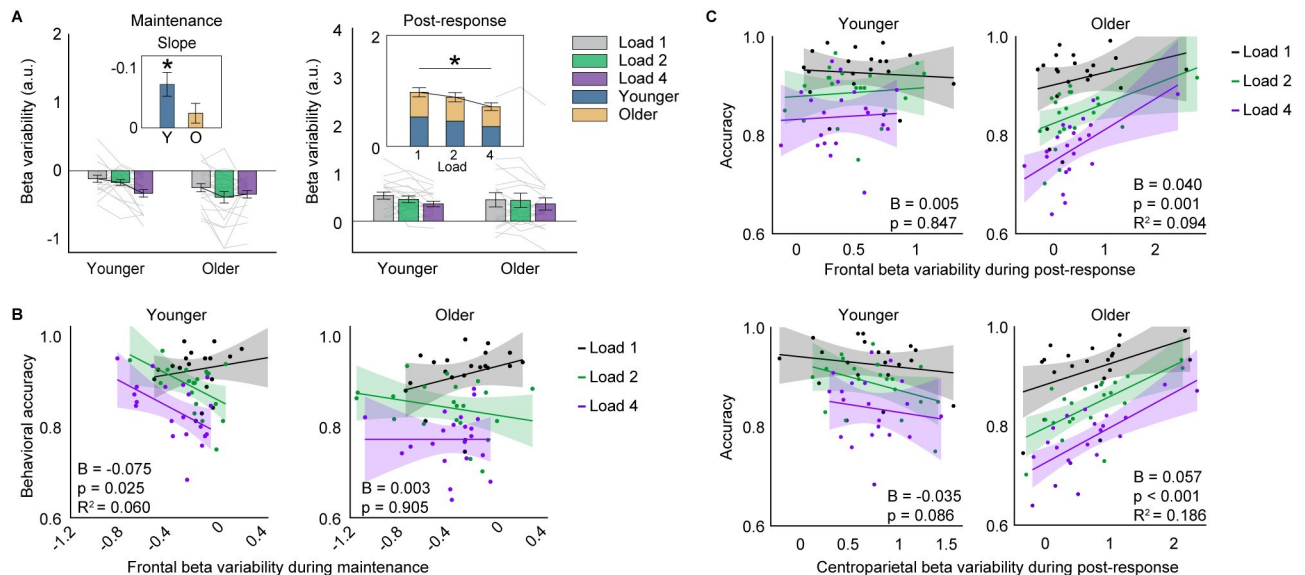 A
Maintenance
Beta variability (a.u.)
2
1
0
-1
Slope
-0.1
0
*
Y O
Younger Older
Post-response
Beta variability (a.u.)
4
3
2
1
0
2
0
*
1 2 4
Load
Younger Older
Load 1
Load 2
Load 4
Younger
Older
B
Younger
Behavioral accuracy
1.0
0.8
0.6
B = -0.075
p = 0.025
R² = 0.060
-1.2 -0.8 -0.4 0 0.4
Older
1.0
0.8
0.6
B = 0.003
p = 0.905
-1.2 -0.8 -0.4 0 0.4
Frontal beta variability during maintenance
Load 1
Load 2
Load 4
C
Younger
Accuracy
1.0
0.8
0.6
B = 0.005
p = 0.847
0 0.5 1
Older
1.0
0.8
0.6
B = 0.040
p = 0.001
R² = 0.094
0 1 2
Frontal beta variability during post-response
Load 1
Load 2
Load 4
Younger
Accuracy
1.0
0.8
0.6
B = -0.035
p = 0.086
0 0.5 1 1.5
Older
1.0
0.8
0.6
B = 0.057
p < 0.001
R² = 0.186
0 1 2
Centroparietal beta variability during post-response